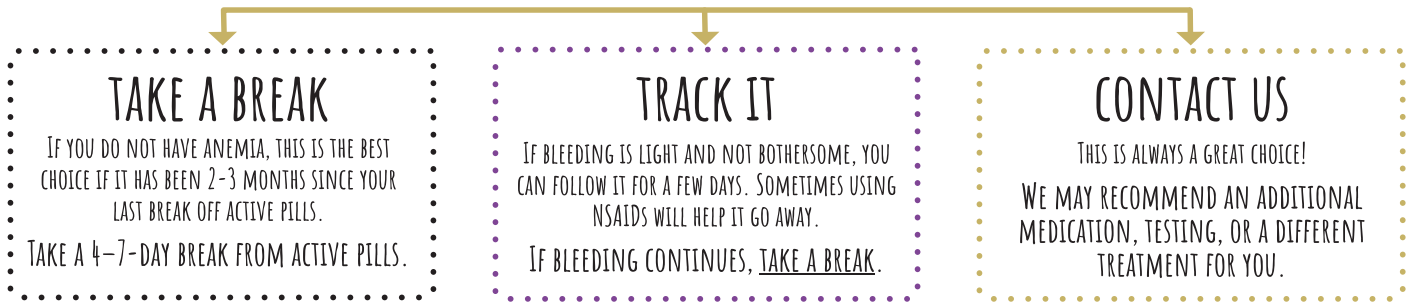 TAKE A BREAK
IF YOU DO NOT HAVE ANEMIA, THIS IS THE BEST
CHOICE IF IT HAS BEEN 2-3 MONTHS SINCE YOUR
LAST BREAK OFF ACTIVE PILLS.
TAKE A 4–7-DAY BREAK FROM ACTIVE PILLS.
TRACK IT
IF BLEEDING IS LIGHT AND NOT BOTHERSOME, YOU
CAN FOLLOW IT FOR A FEW DAYS. SOMETIMES USING
NSAIDS WILL HELP IT GO AWAY.
IF BLEEDING CONTINUES, TAKE A BREAK.
CONTACT US
THIS IS ALWAYS A GREAT CHOICE!
WE MAY RECOMMEND AN ADDITIONAL
MEDICATION, TESTING, OR A DIFFERENT
TREATMENT FOR YOU.